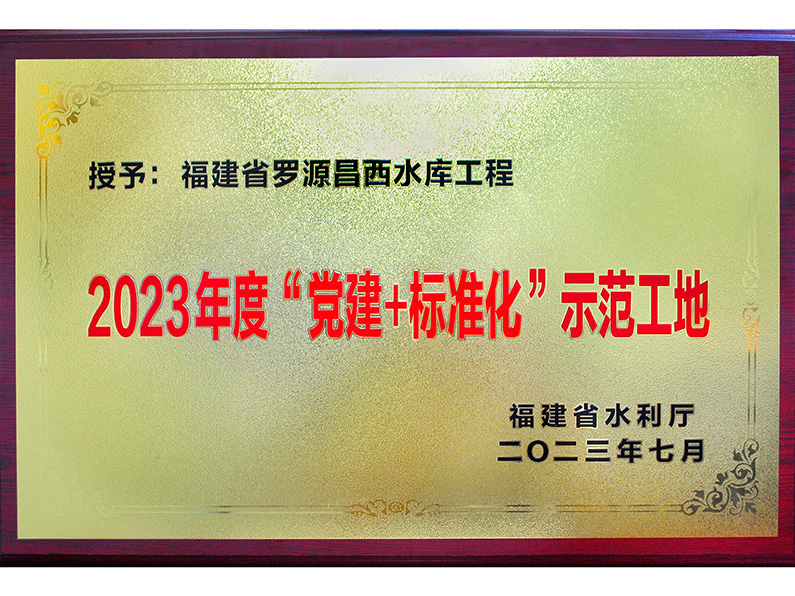 授予：福建省罗源昌西水库工程
2023年度“党建+标准化”示范工地
福建省水利厅
二〇二三年七月